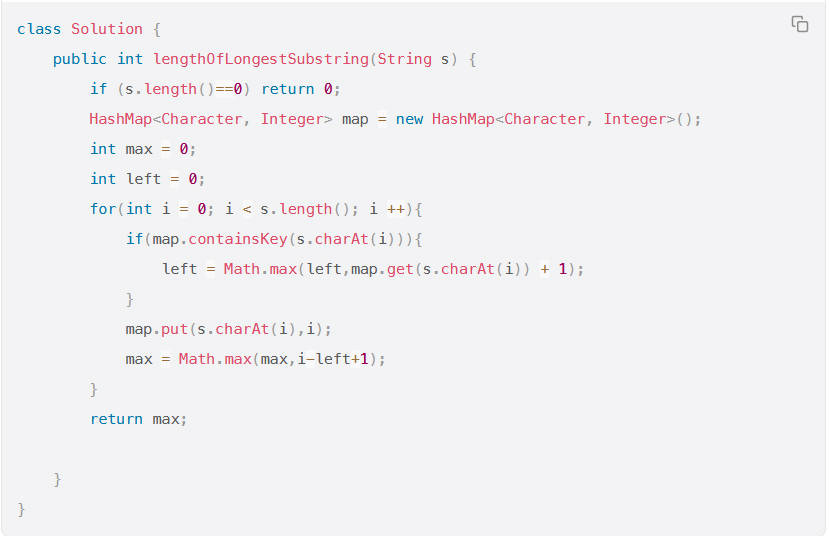 class Solution {
    public int lengthOfLongestSubstring(String s) {
        if (s.length()==0) return 0;
        HashMap<Character, Integer> map = new HashMap<Character, Integer>();
        int max = 0;
        int left = 0;
        for(int i = 0; i < s.length(); i ++){
            if(map.containsKey(s.charAt(i))){
                left = Math.max(left,map.get(s.charAt(i)) + 1);
            }
            map.put(s.charAt(i),i);
            max = Math.max(max,i-left+1);
        }
        return max;

    }
}